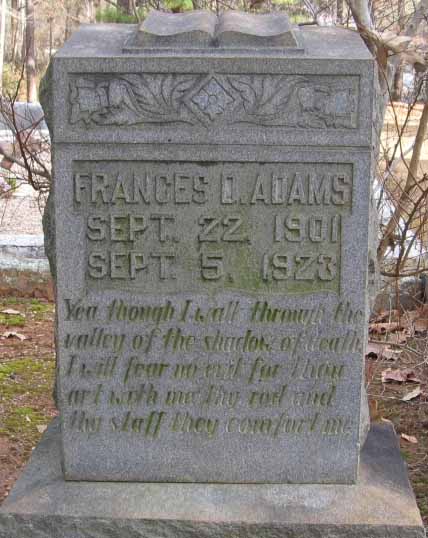 FRANCES D. ADAMS
SEPT. 22. 1901
SEPT. 5. 1923
Yea though I walk through the
valley of the shadow of death
I will fear no evil for thou
art with me thy rod and
thy staff they comfort me.